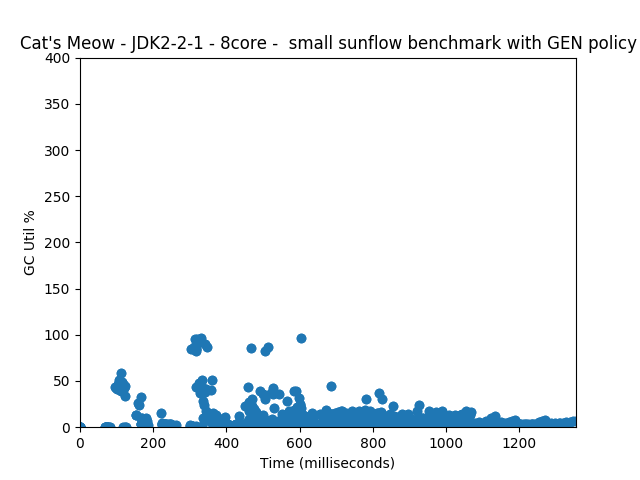 Cat's Meow - JDK2-2-1 - 8core -  small sunflow benchmark with GEN policy
400
350
300
250
200
150
100
50
0
GC Util %
0 200 400 600 800 1000 1200
Time (milliseconds)